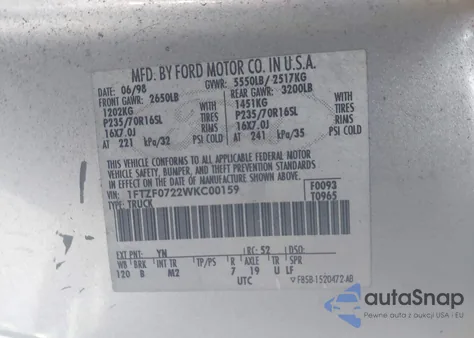 MFD. BY FORD MOTOR CO. IN U.S.A.
DATE: 06/98 GVWR: 5550LB/2517KG
FRONT GAWR: 2650LB REAR GAWR: 3200LB
1202KG 1451KG
P235/70R16SL TIRES P235/70R16SL TIRES
16X7.0J RIMS 16X7.0J RIMS
AT 221 kPa/32 PSI COLD AT 241 kPa/35 PSI COLD
THIS VEHICLE CONFORMS TO ALL APPLICABLE FEDERAL MOTOR
VEHICLE SAFETY, BUMPER, AND THEFT PREVENTION STANDARDS IN
EFFECT ON THE DATE OF MANUFACTURE SHOWN ABOVE.
VIN: 1FTZF0722WKC00159 F0093
TYPE: TRUCK T0965
EXT PNT: YN RC: 52 DSO:
WB BRK INT TR TP/PS R AXLE TR SPR
120 B M2 7 19 U LF
UTC
F85B-1520472-AB
autoSnap
Pewne auta z USA i EU